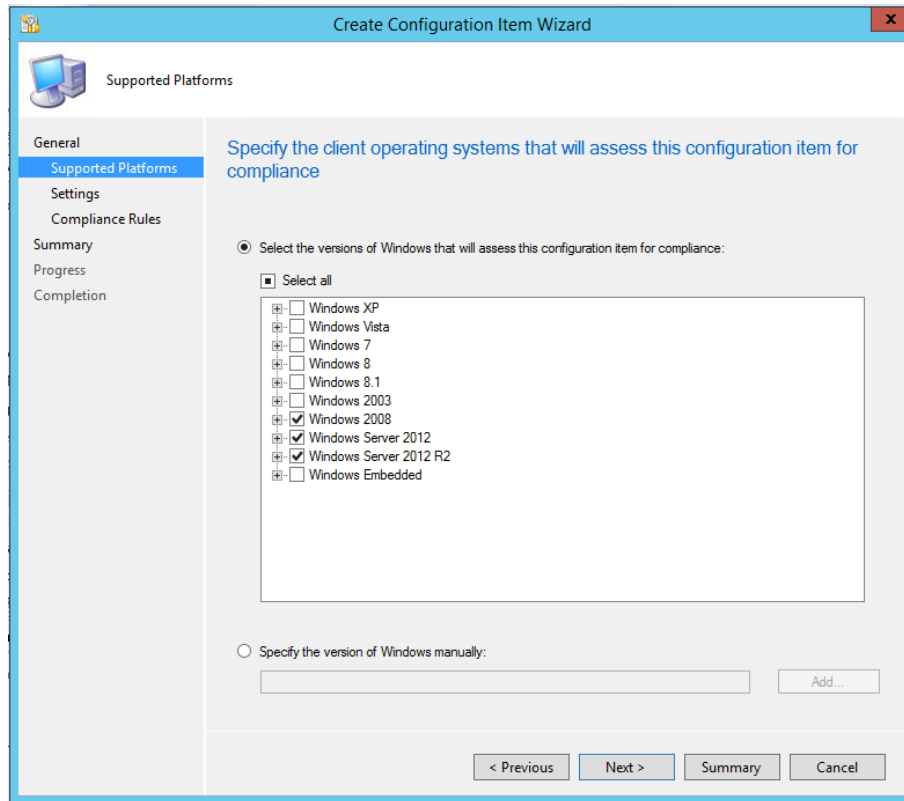 Create Configuration Item Wizard
x
Supported Platforms
General
Supported Platforms
Settings
Compliance Rules
Summary
Progress
Completion
Specify the client operating systems that will assess this configuration item for
compliance
Select the versions of Windows that will assess this configuration item for compliance:
Select all
Windows XP
Windows Vista
Windows 7
Windows 8
Windows 8.1
Windows 2003
Windows 2008
Windows Server 2012
Windows Server 2012 R2
Windows Embedded
Specify the version of Windows manually:
Add...
< Previous
Next >
Summary
Cancel